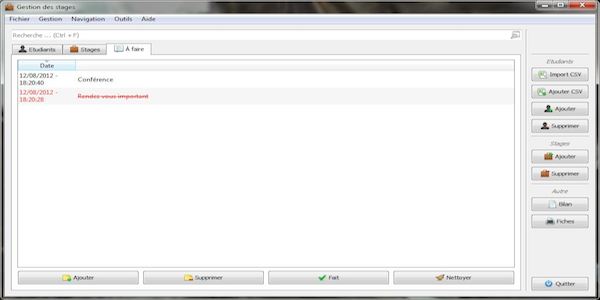 Gestion des stages
Fichier Gestion Navigation Outils Aide
Recherche ... (Ctrl + F)
Etudiants Stages À faire
Date
12/08/2012 -
18:20:40
Conférence
12/08/2012 -
18:20:28
Rendez vous important
Ajouter Supprimer Fait Nettoyer
Etudiants
Import CSV
Ajouter CSV
Ajouter
Supprimer
Stages
Ajouter
Supprimer
Autre
Bilan
Fiches
Quitter